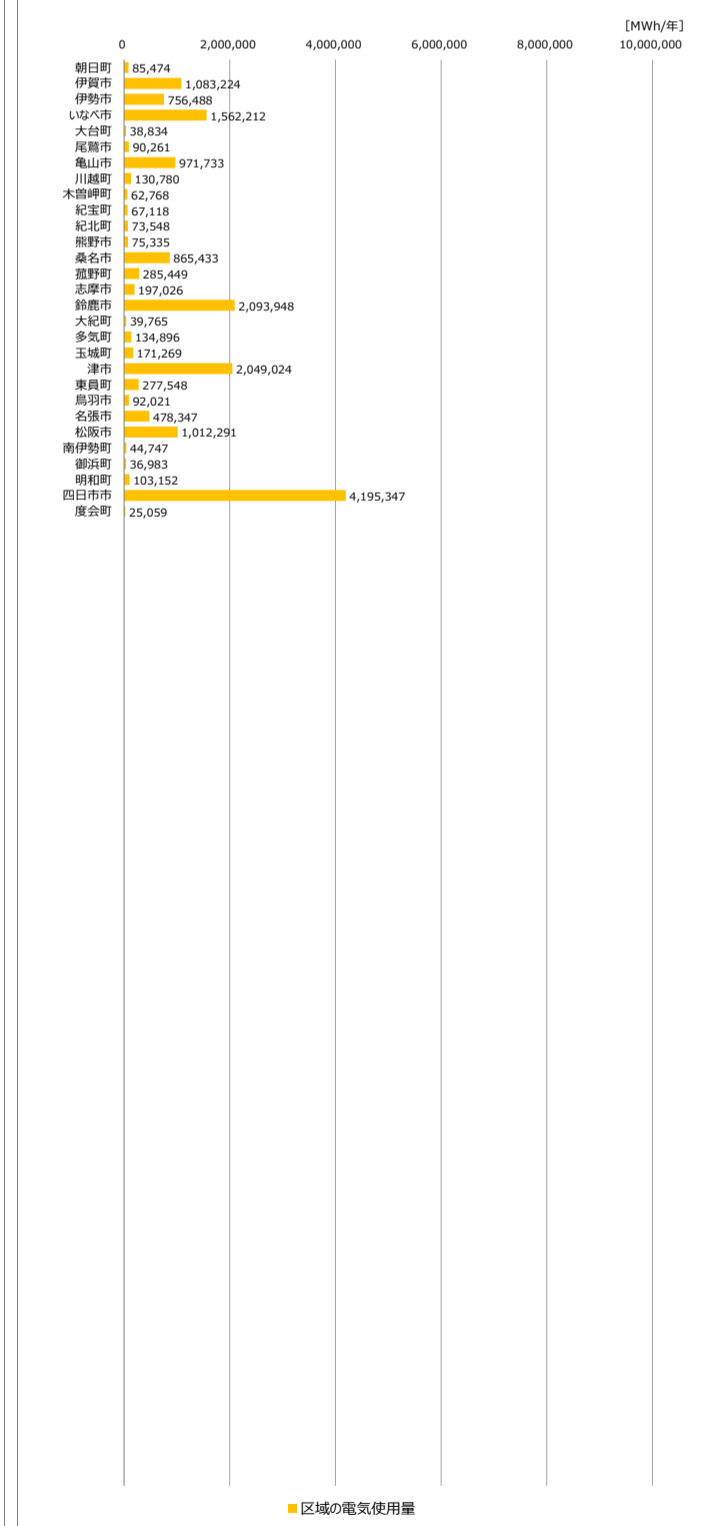 [MWh/年]
0 2,000,000 4,000,000 6,000,000 8,000,000 10,000,000
朝日町 85,474
伊賀市 1,083,224
伊勢市 756,488
いなべ市 1,562,212
大台町 38,834
尾鷲市 90,261
亀山市 971,733
川越町 130,780
木曽岬町 62,768
紀宝町 67,118
紀北町 73,548
熊野市 75,335
桑名市 865,433
菰野町 285,449
志摩市 197,026
鈴鹿市 2,093,948
大紀町 39,765
多気町 134,896
玉城町 171,269
津市 2,049,024
東員町 277,548
鳥羽市 92,021
名張市 478,347
松阪市 1,012,291
南伊勢町 44,747
御浜町 36,983
明和町 103,152
四日市市 4,195,347
度会町 25,059
区域の電気使用量